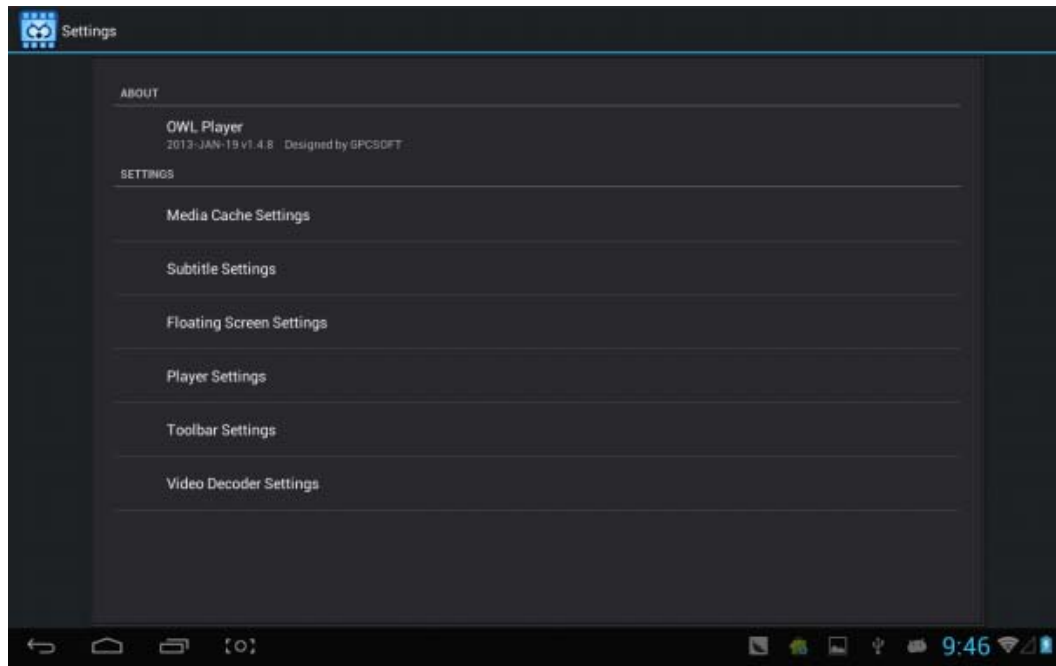 Settings
ABOUT
OWL Player
2013-JAN-19 v1.4.8 Designed by GPCSOFT
SETTINGS
Media Cache Settings
Subtitle Settings
Floating Screen Settings
Player Settings
Toolbar Settings
Video Decoder Settings
9:46